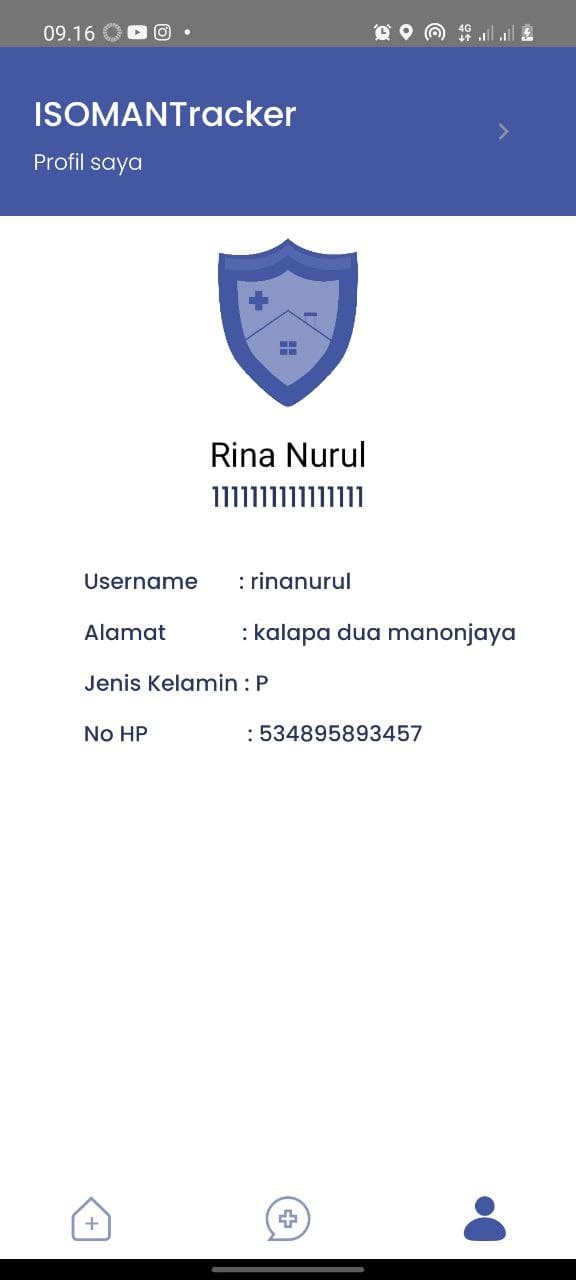 09.16
4G
ISOMANTracker
Profil saya
Rina Nurul
1111111111111111
Username : rinanurul
Alamat : kalapa dua manonjaya
Jenis Kelamin : P
No HP : 534895893457